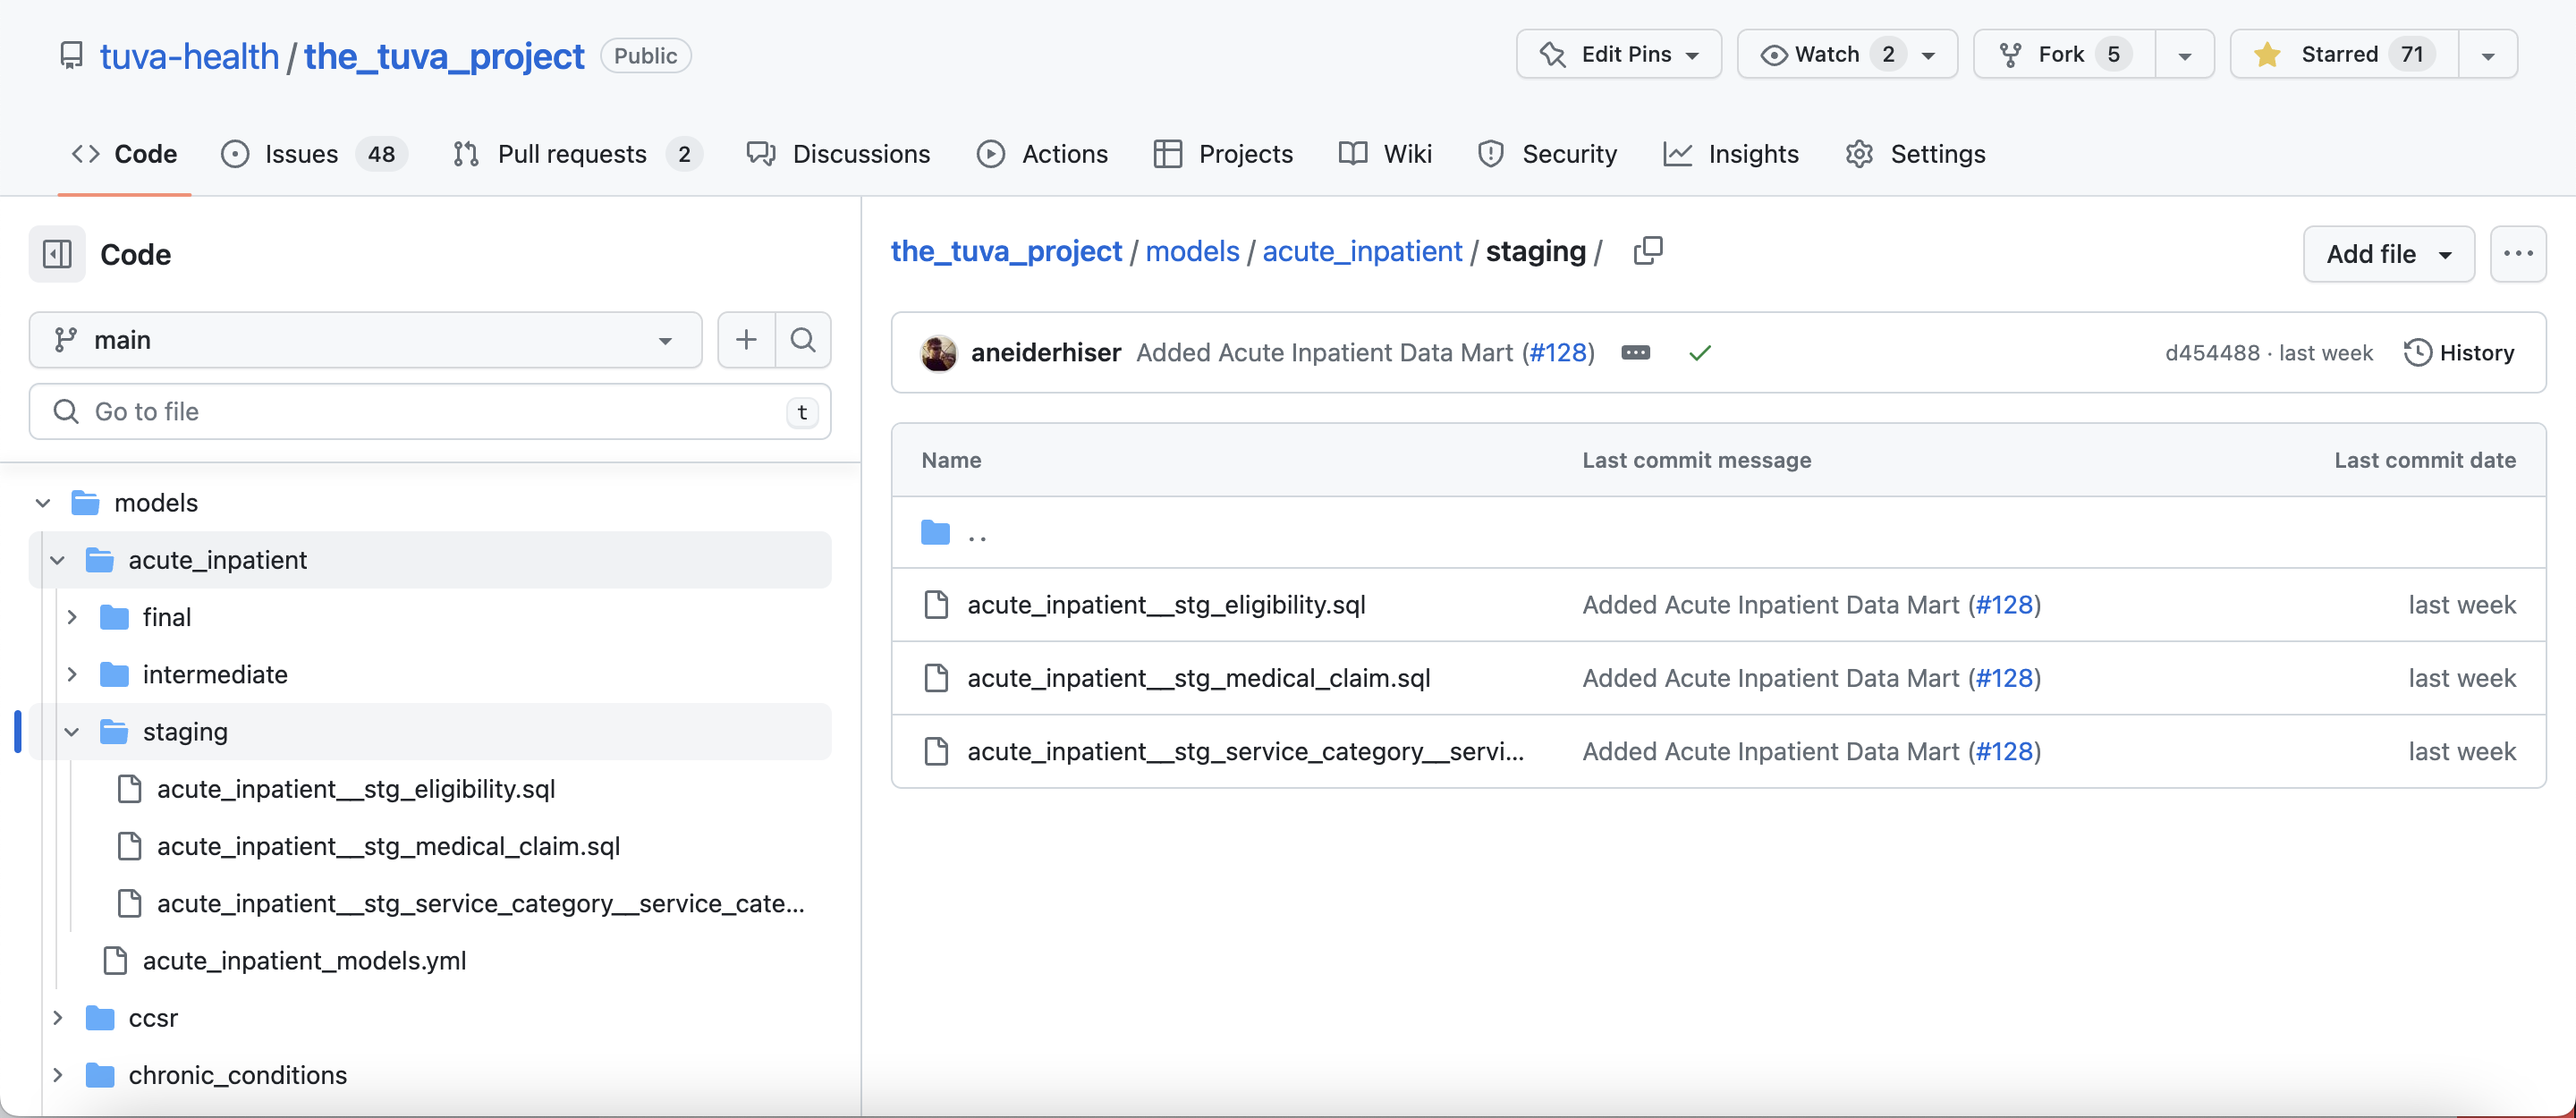 tuva-health / the_tuva_project Public
Edit Pins Watch 2 Fork 5 Starred 71
Code Issues 48 Pull requests 2 Discussions Actions Projects Wiki Security Insights Settings
Code
main
Go to file t
models
acute_inpatient
final
intermediate
staging
acute_inpatient__stg_eligibility.sql
acute_inpatient__stg_medical_claim.sql
acute_inpatient__stg_service_category__service_cate...
acute_inpatient_models.yml
ccsr
chronic_conditions
the_tuva_project / models / acute_inpatient / staging /
Add file
aneiderhiser Added Acute Inpatient Data Mart (#128)
d454488 · last week History
Name Last commit message Last commit date
..
acute_inpatient__stg_eligibility.sql Added Acute Inpatient Data Mart (#128) last week
acute_inpatient__stg_medical_claim.sql Added Acute Inpatient Data Mart (#128) last week
acute_inpatient__stg_service_category__servi... Added Acute Inpatient Data Mart (#128) last week